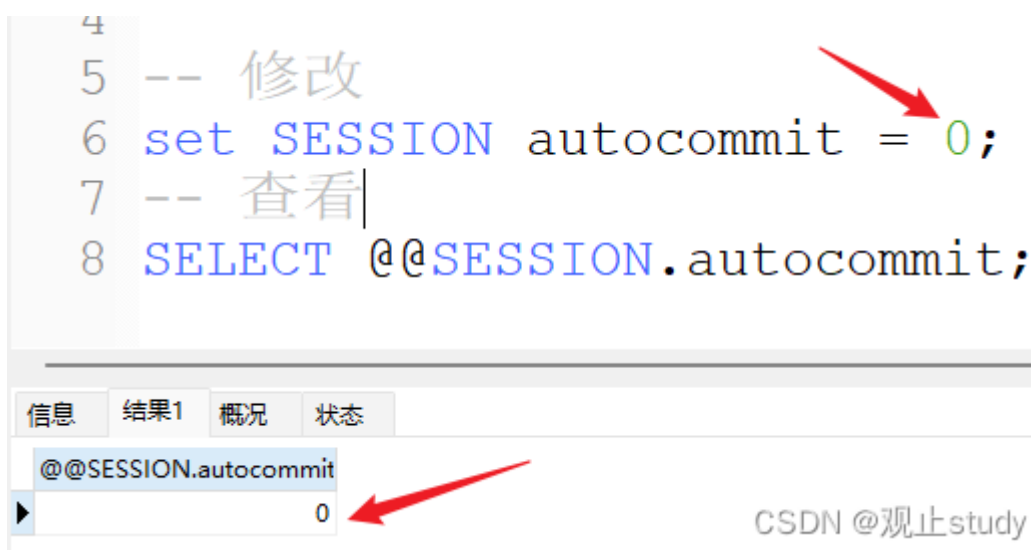 4
5 -- 修改
6 set SESSION autocommit = 0;
7 -- 查看
8 SELECT @@SESSION.autocommit;
信息 结果1 概况 状态
@@SESSION.autocommit
0
CSDN @观止study